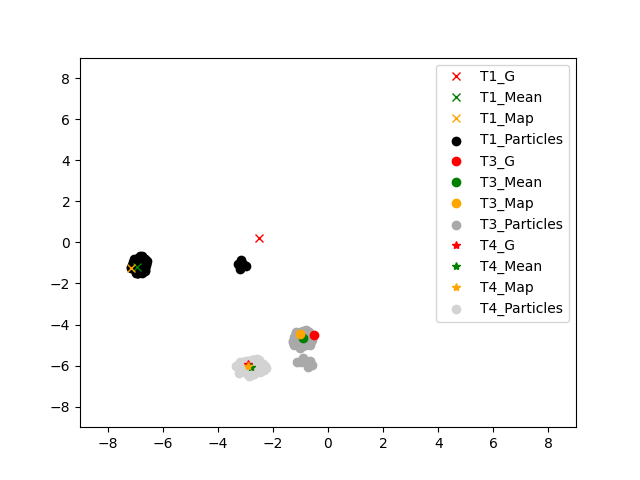 8
6
4
2
0
−2
−4
−6
−8
−8 −6 −4 −2 0 2 4 6 8
T1_G
T1_Mean
T1_Map
T1_Particles
T3_G
T3_Mean
T3_Map
T3_Particles
T4_G
T4_Mean
T4_Map
T4_Particles